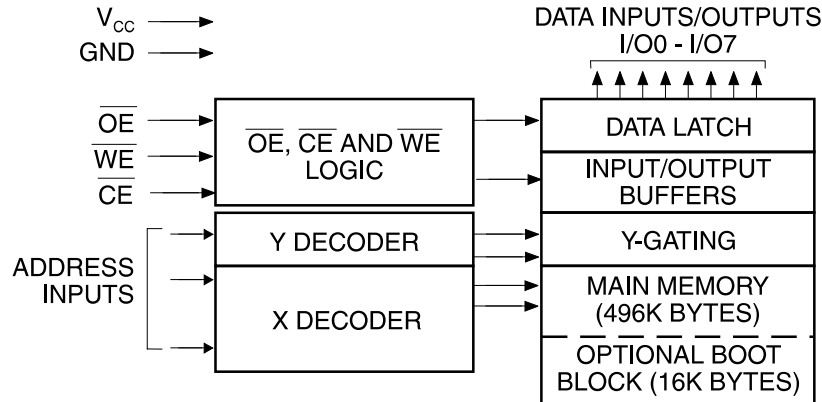 V_CC
GND
OE
WE
CE
ADDRESS
INPUTS
OE, CE AND WE
LOGIC
Y DECODER
X DECODER
DATA INPUTS/OUTPUTS
I/O0 - I/O7
DATA LATCH
INPUT/OUTPUT
BUFFERS
Y-GATING
MAIN MEMORY
(496K BYTES)
OPTIONAL BOOT
BLOCK (16K BYTES)